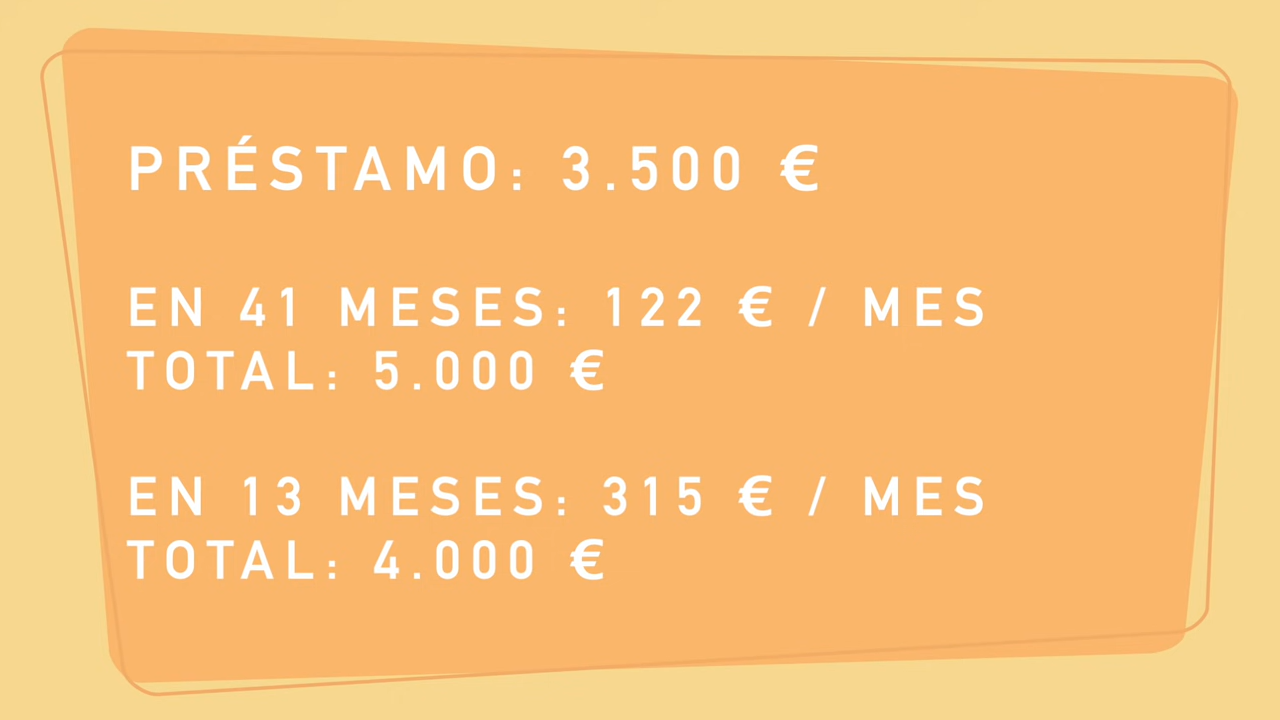 PRÉSTAMO: 3.500 €
EN 41 MESES: 122 € / MES
TOTAL: 5.000 €
EN 13 MESES: 315 € / MES
TOTAL: 4.000 €